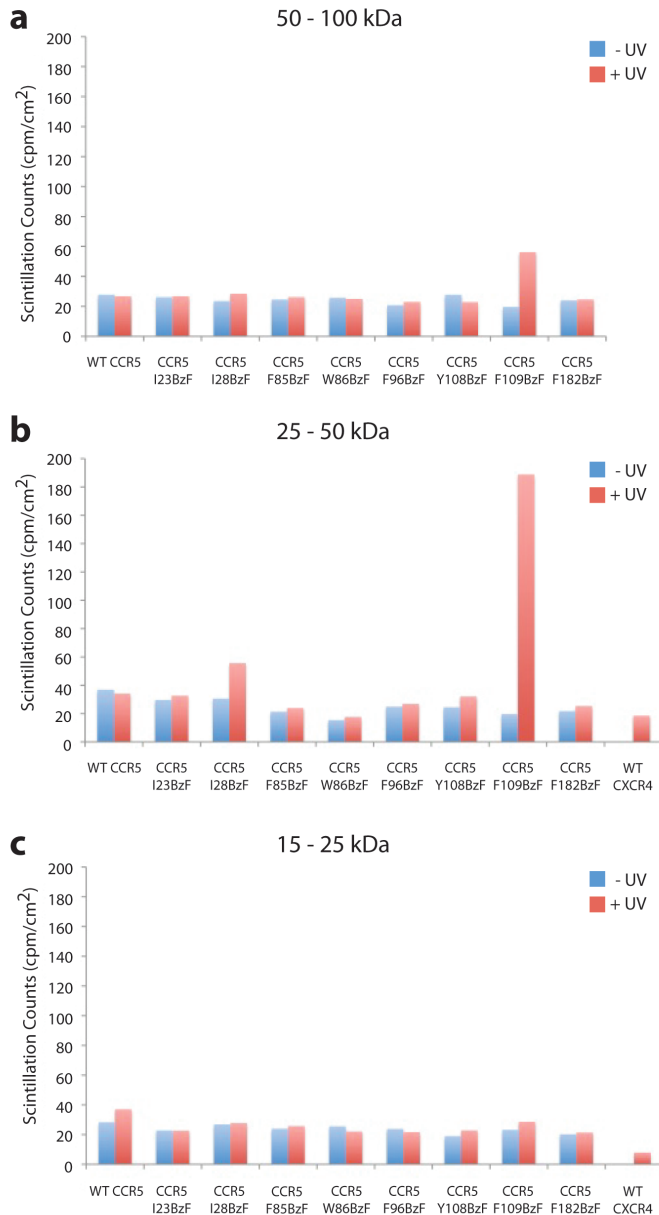 a
50 - 100 kDa
Scintillation Counts (cpm/cm2)
200
180
160
140
120
100
80
60
40
20
0
- UV
+ UV
WT CCR5
CCR5
I23BzF
CCR5
I28BzF
CCR5
F85BzF
CCR5
W86BzF
CCR5
F96BzF
CCR5
Y108BzF
CCR5
F109BzF
CCR5
F182BzF
b
25 - 50 kDa
Scintillation Counts (cpm/cm2)
200
180
160
140
120
100
80
60
40
20
0
- UV
+ UV
WT CCR5
CCR5
I23BzF
CCR5
I28BzF
CCR5
F85BzF
CCR5
W86BzF
CCR5
F96BzF
CCR5
Y108BzF
CCR5
F109BzF
CCR5
F182BzF
WT
CXCR4
c
15 - 25 kDa
Scintillation Counts (cpm/cm2)
200
180
160
140
120
100
80
60
40
20
0
- UV
+ UV
WT CCR5
CCR5
I23BzF
CCR5
I28BzF
CCR5
F85BzF
CCR5
W86BzF
CCR5
F96BzF
CCR5
Y108BzF
CCR5
F109BzF
CCR5
F182BzF
WT
CXCR4